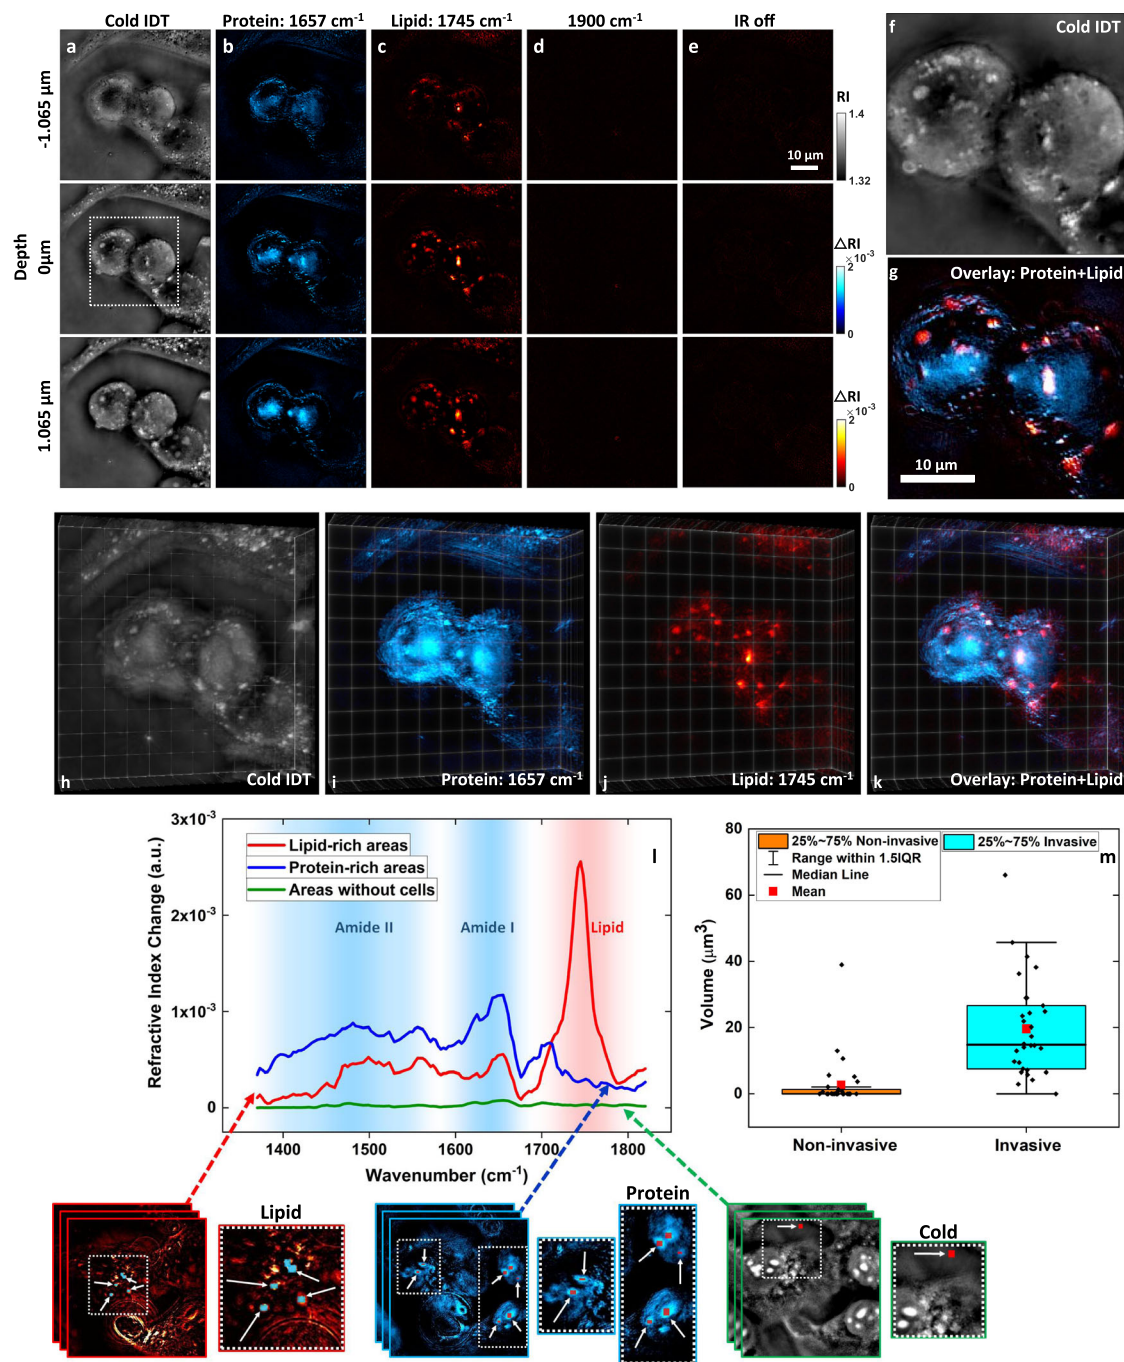 Cold IDT
Protein: 1657 cm-1
Lipid: 1745 cm-1
1900 cm-1
IR off
a
b
c
d
e
f
Cold IDT
-1.065 µm
Depth
0µm
1.065 µm
10 µm
RI
1.4
1.32
△RI
×10-3
2
0
△RI
×10-3
2
0
g
Overlay: Protein+Lipid
10 µm
h
Cold IDT
i
Protein: 1657 cm-1
j
Lipid: 1745 cm-1
k
Overlay: Protein+Lipid
l
Refractive Index Change (a.u.)
3x10-3
2x10-3
1x10-3
0
Lipid-rich areas
Protein-rich areas
Areas without cells
Amide II
Amide I
Lipid
1400
1500
1600
1700
1800
Wavenumber (cm-1)
m
Volume (µm3)
80
60
40
20
0
25%~75% Non-invasive
25%~75% Invasive
Range within 1.5IQR
Median Line
Mean
Non-invasive
Invasive
Lipid
Protein
Cold